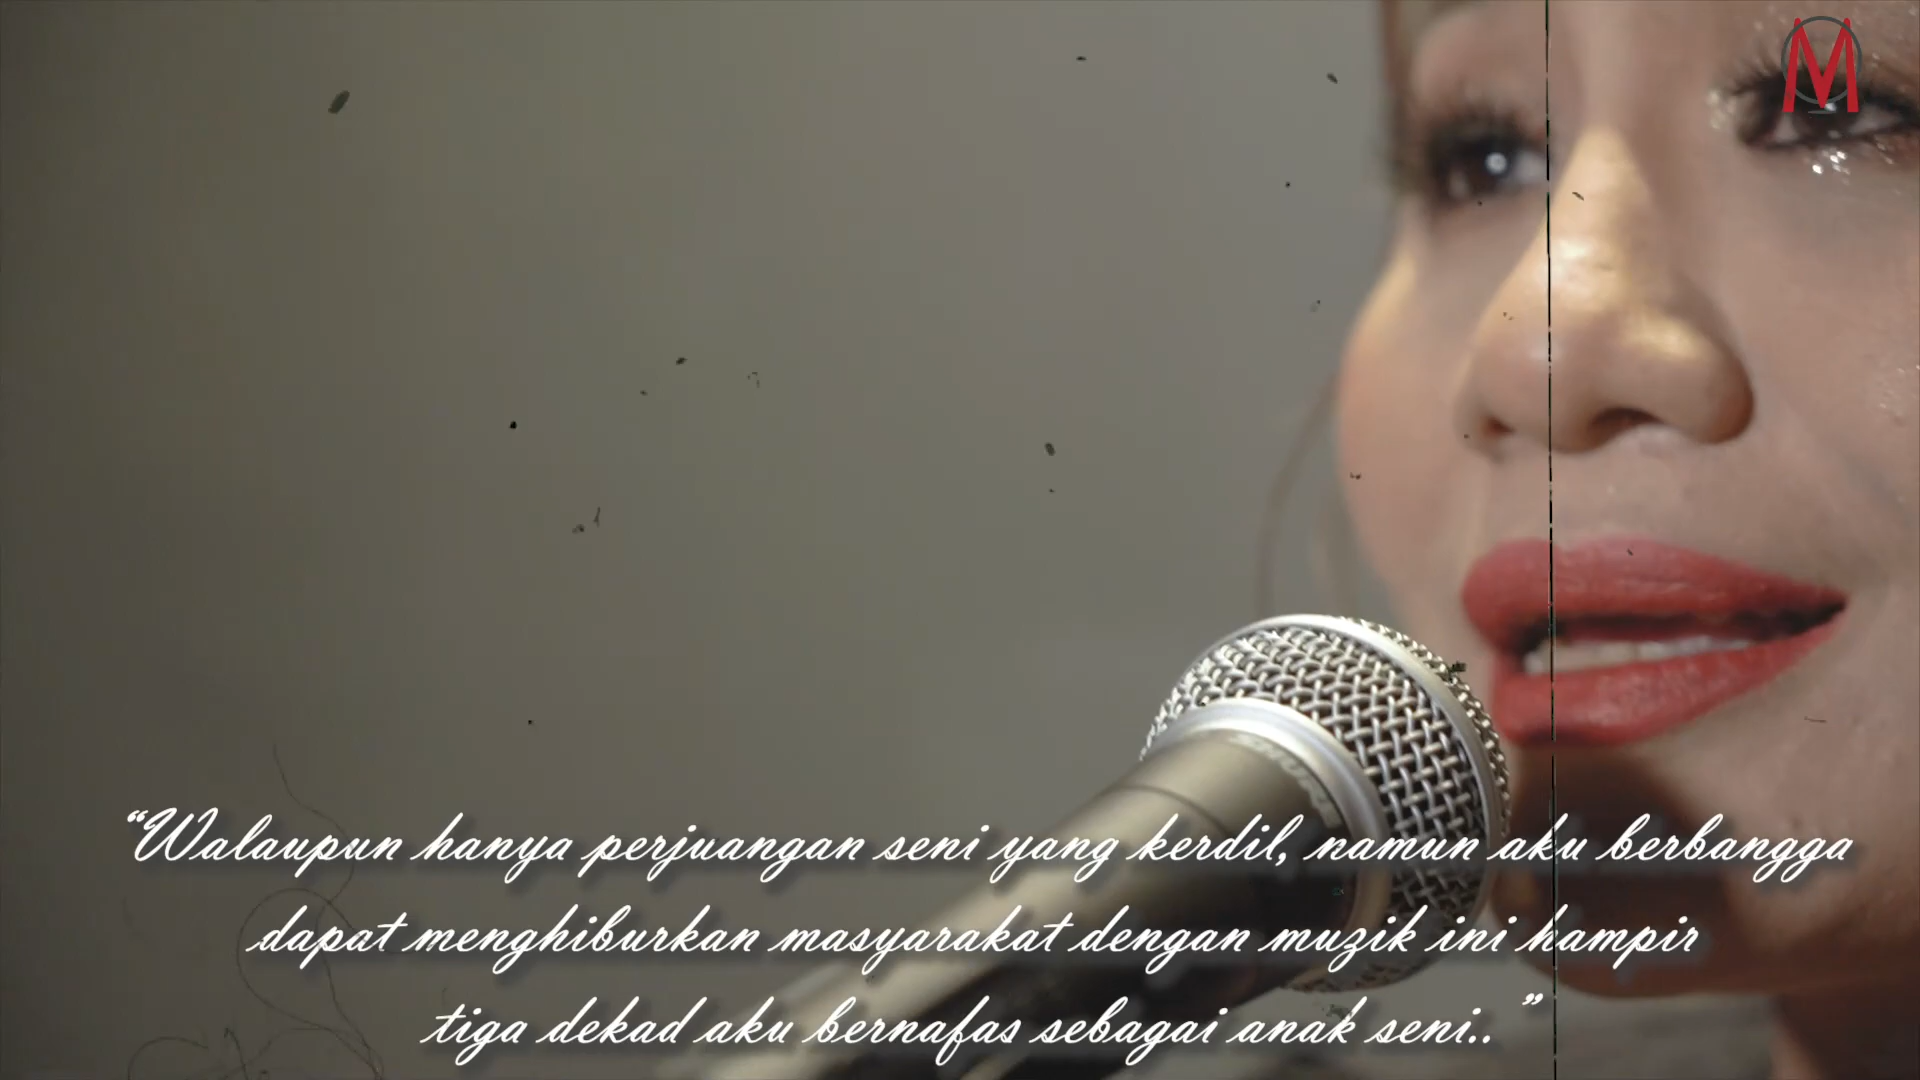 M
“Walaupun hanya perjuangan seni yang kerdil, namun aku berbangga
dapat menghiburkan masyarakat dengan muzik ini hampir
tiga dekad aku bernafas sebagai anak seni..”